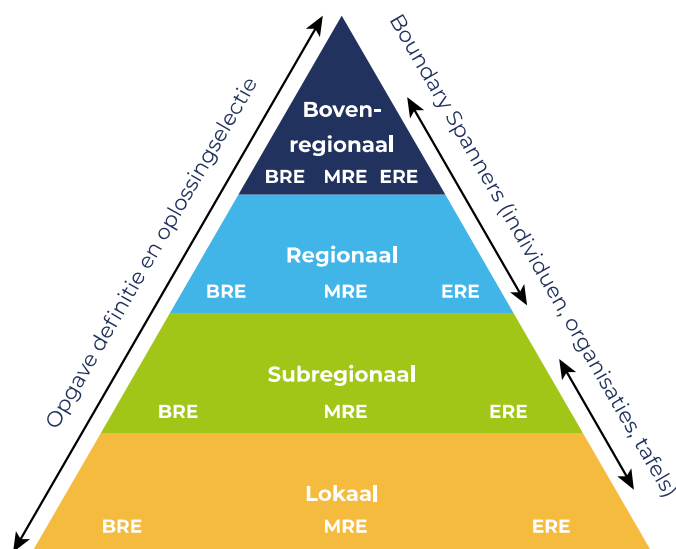 Opgave definitie en oplossingselectie
Boundary Spanners (individuen, organisaties, tafels)
Boven-
regionaal
BRE MRE ERE
Regionaal
BRE MRE ERE
Subregionaal
BRE MRE ERE
Lokaal
BRE MRE ERE